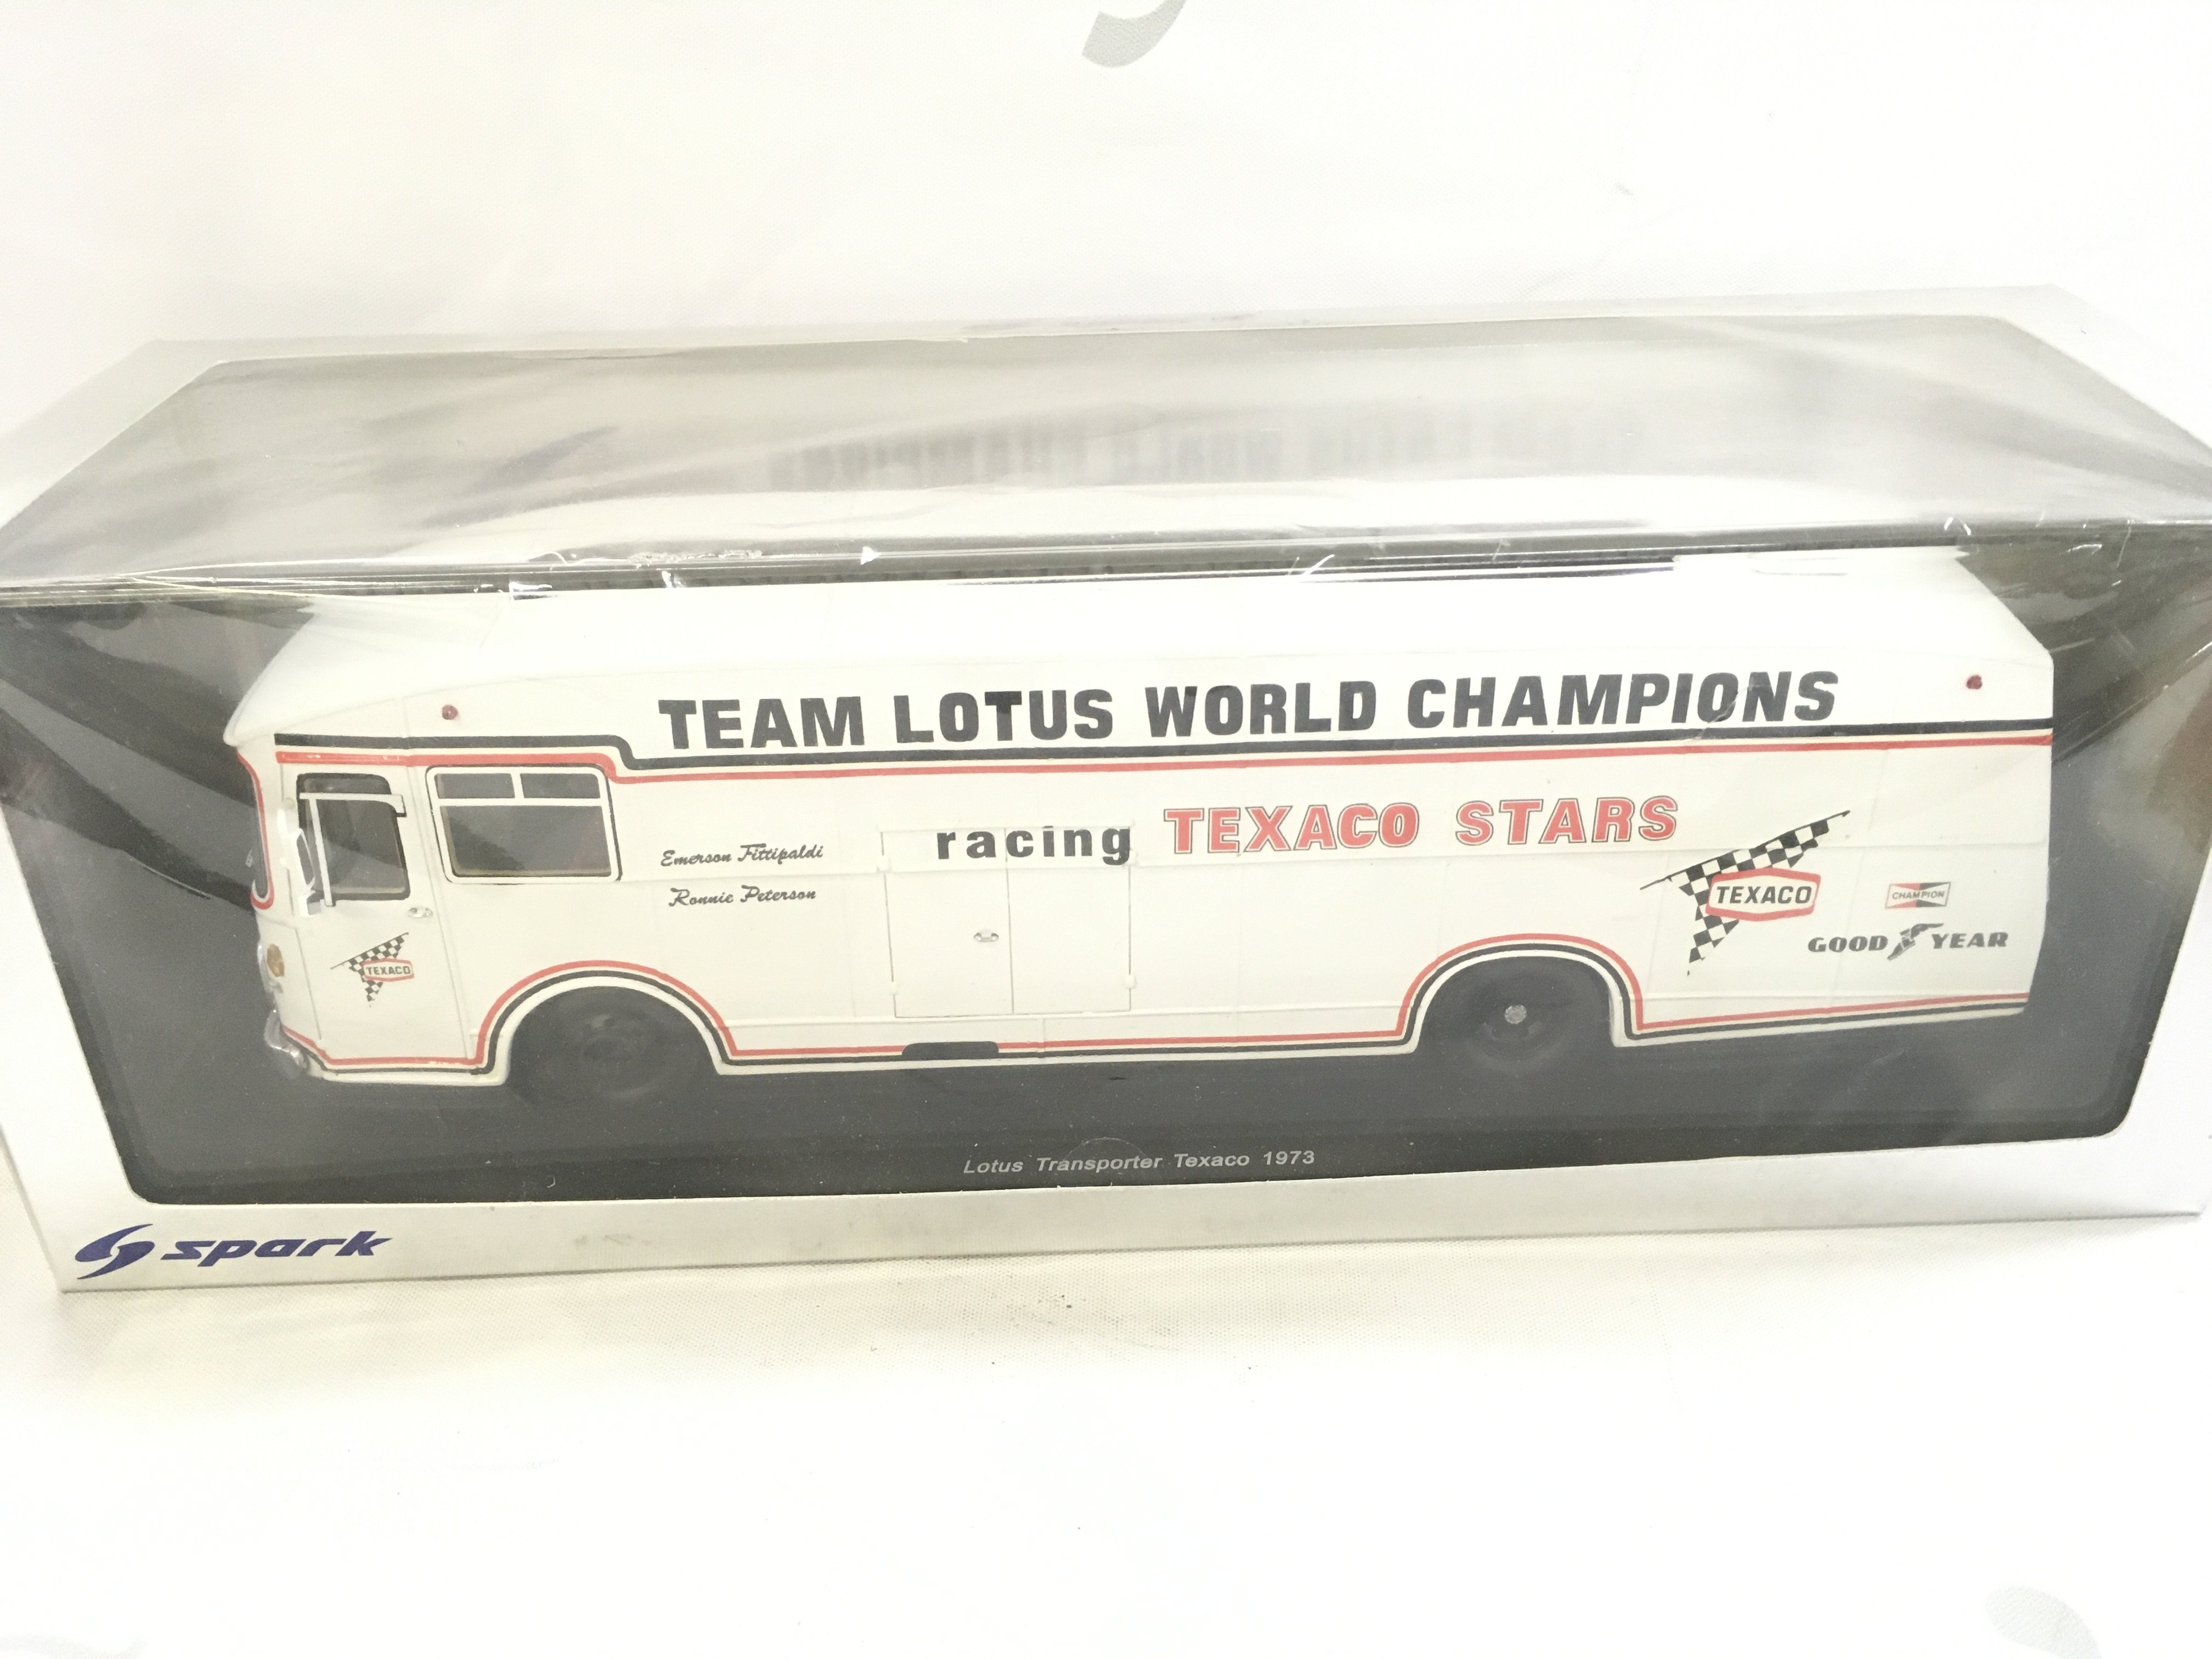 TEAM LOTUS WORLD CHAMPIONS
racing TEXACO STARS
Emerson Fittipaldi
Ronnie Peterson
TEXACO
CHAMPION
GOOD YEAR
TEXACO
Lotus Transporter Texaco 1973
spark